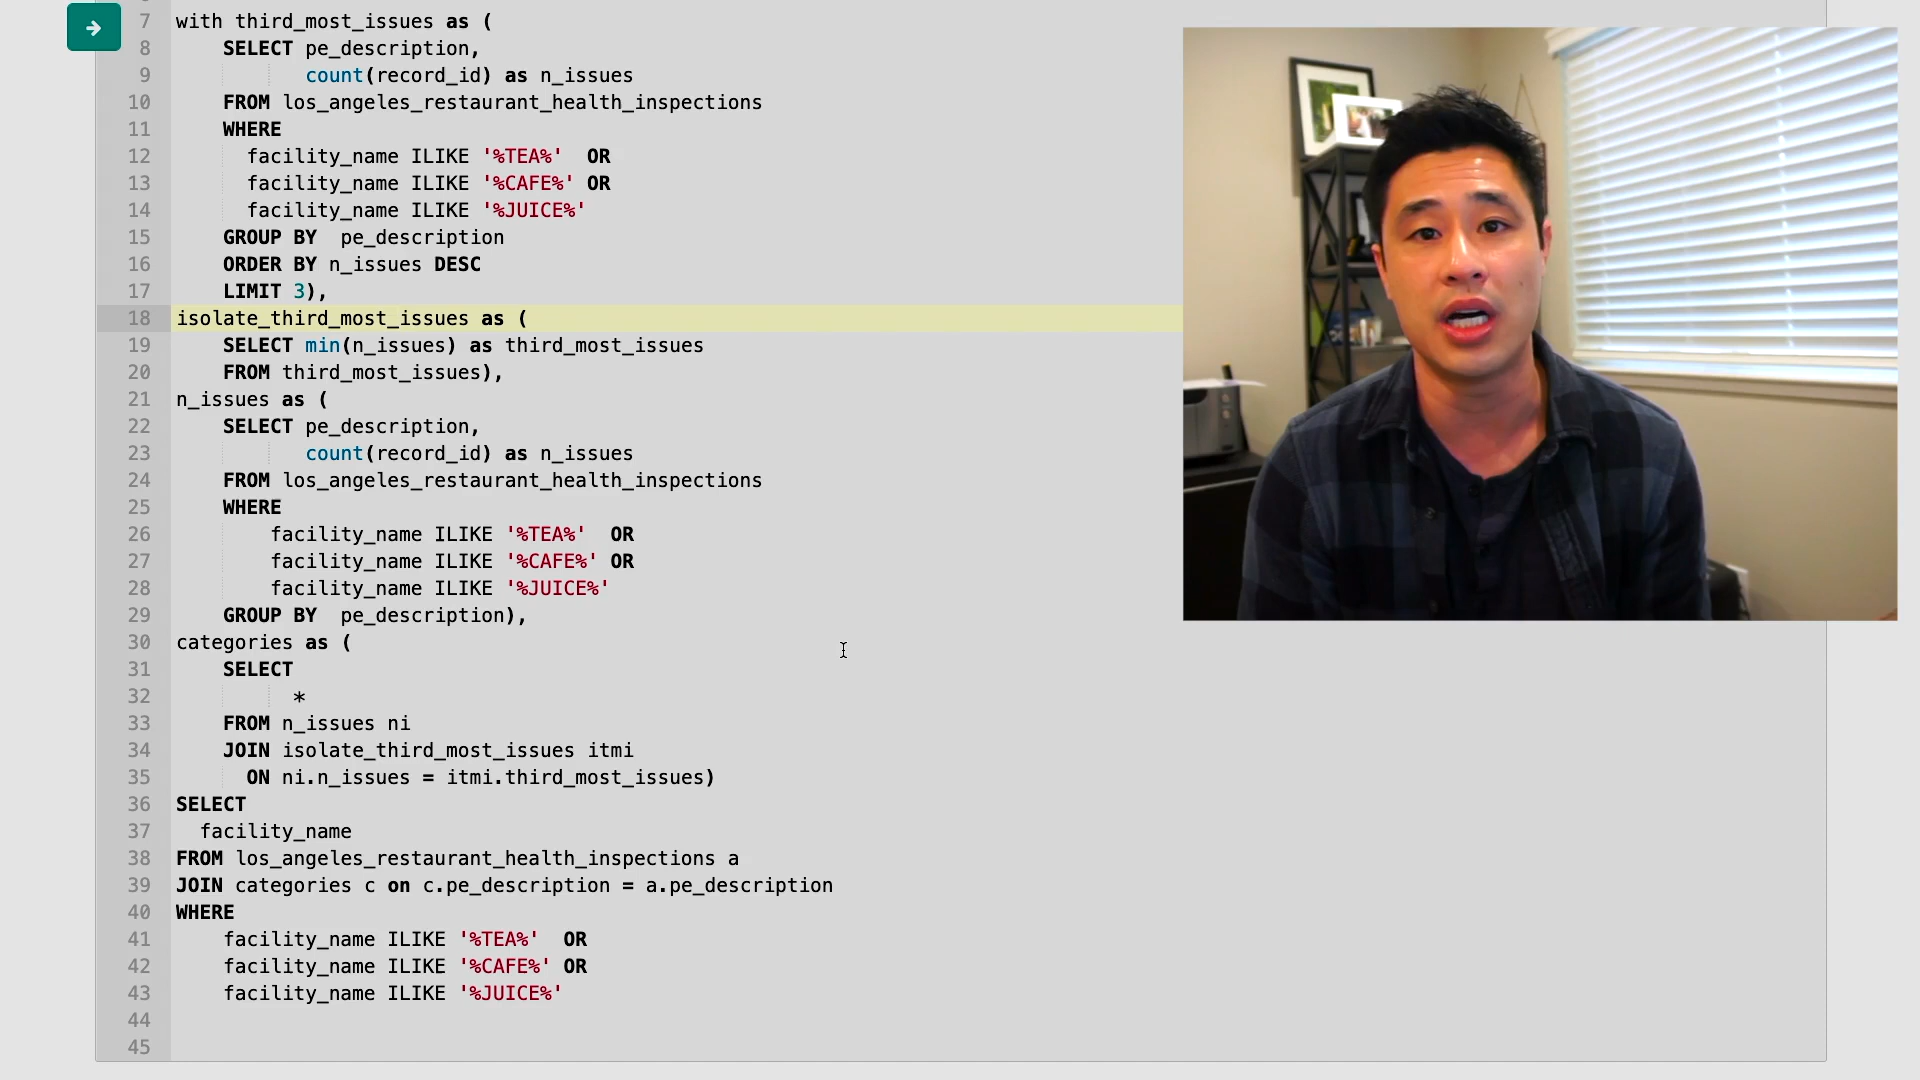 7 with third_most_issues as (
8 SELECT pe_description,
9 count(record_id) as n_issues
10 FROM los_angeles_restaurant_health_inspections
11 WHERE
12 facility_name ILIKE '%TEA%'  OR
13 facility_name ILIKE '%CAFE%' OR
14 facility_name ILIKE '%JUICE%'
15 GROUP BY  pe_description
16 ORDER BY n_issues DESC
17 LIMIT 3),
18 isolate_third_most_issues as (
19 SELECT min(n_issues) as third_most_issues
20 FROM third_most_issues),
21 n_issues as (
22 SELECT pe_description,
23 count(record_id) as n_issues
24 FROM los_angeles_restaurant_health_inspections
25 WHERE
26 facility_name ILIKE '%TEA%'  OR
27 facility_name ILIKE '%CAFE%' OR
28 facility_name ILIKE '%JUICE%'
29 GROUP BY  pe_description),
30 categories as (
31 SELECT
32 *
33 FROM n_issues ni
34 JOIN isolate_third_most_issues itmi
35 ON ni.n_issues = itmi.third_most_issues)
36 SELECT
37 facility_name
38 FROM los_angeles_restaurant_health_inspections a
39 JOIN categories c on c.pe_description = a.pe_description
40 WHERE
41 facility_name ILIKE '%TEA%'  OR
42 facility_name ILIKE '%CAFE%' OR
43 facility_name ILIKE '%JUICE%'
44
45